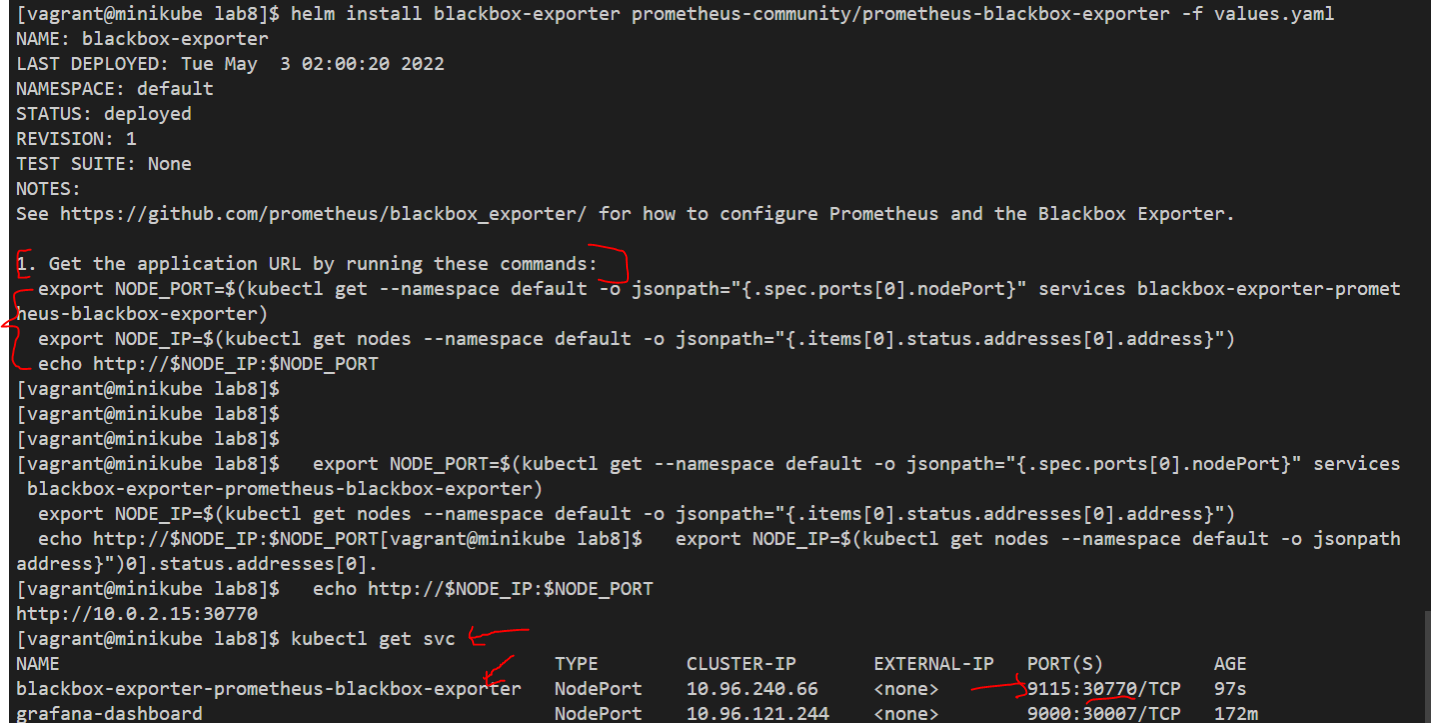 [vagrant@minikube lab8]$ helm install blackbox-exporter prometheus-community/prometheus-blackbox-exporter -f values.yaml
NAME: blackbox-exporter
LAST DEPLOYED: Tue May  3 02:00:20 2022
NAMESPACE: default
STATUS: deployed
REVISION: 1
TEST SUITE: None
NOTES:
See https://github.com/prometheus/blackbox_exporter/ for how to configure Prometheus and the Blackbox Exporter.
1. Get the application URL by running these commands:
  export NODE_PORT=$(kubectl get --namespace default -o jsonpath="{.spec.ports[0].nodePort}" services blackbox-exporter-promet
heus-blackbox-exporter)
  export NODE_IP=$(kubectl get nodes --namespace default -o jsonpath="{.items[0].status.addresses[0].address}")
  echo http://$NODE_IP:$NODE_PORT
[vagrant@minikube lab8]$
[vagrant@minikube lab8]$
[vagrant@minikube lab8]$
[vagrant@minikube lab8]$   export NODE_PORT=$(kubectl get --namespace default -o jsonpath="{.spec.ports[0].nodePort}" services
 blackbox-exporter-prometheus-blackbox-exporter)
  export NODE_IP=$(kubectl get nodes --namespace default -o jsonpath="{.items[0].status.addresses[0].address}")
  echo http://$NODE_IP:$NODE_PORT[vagrant@minikube lab8]$   export NODE_IP=$(kubectl get nodes --namespace default -o jsonpath
address}")0].status.addresses[0].
[vagrant@minikube lab8]$   echo http://$NODE_IP:$NODE_PORT
http://10.0.2.15:30770
[vagrant@minikube lab8]$ kubectl get svc
NAME                                             TYPE       CLUSTER-IP      EXTERNAL-IP   PORT(S)         AGE
blackbox-exporter-prometheus-blackbox-exporter   NodePort   10.96.240.66    <none>        9115:30770/TCP   97s
grafana-dashboard                                NodePort   10.96.121.244   <none>        9000:30007/TCP   172m